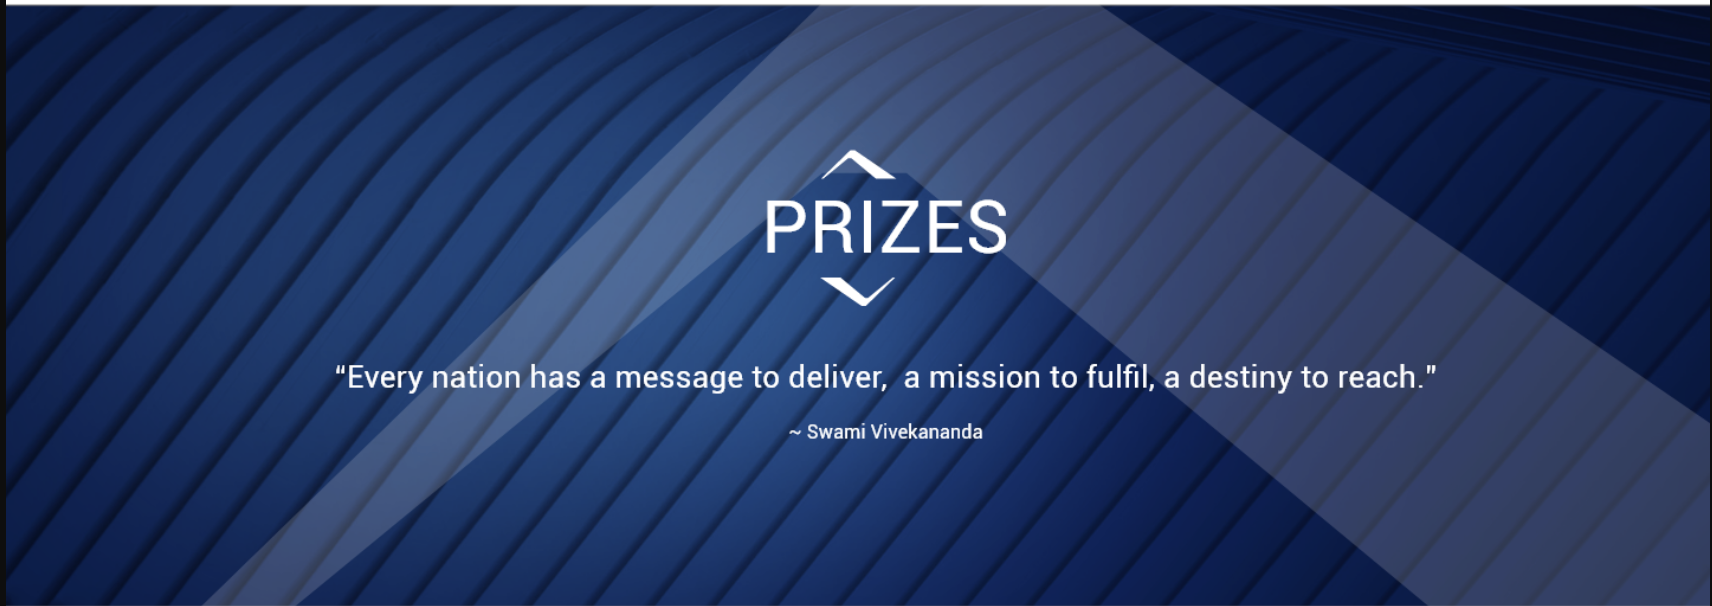 PRIZES
“Every nation has a message to deliver,  a mission to fulfil, a destiny to reach.”
~ Swami Vivekananda